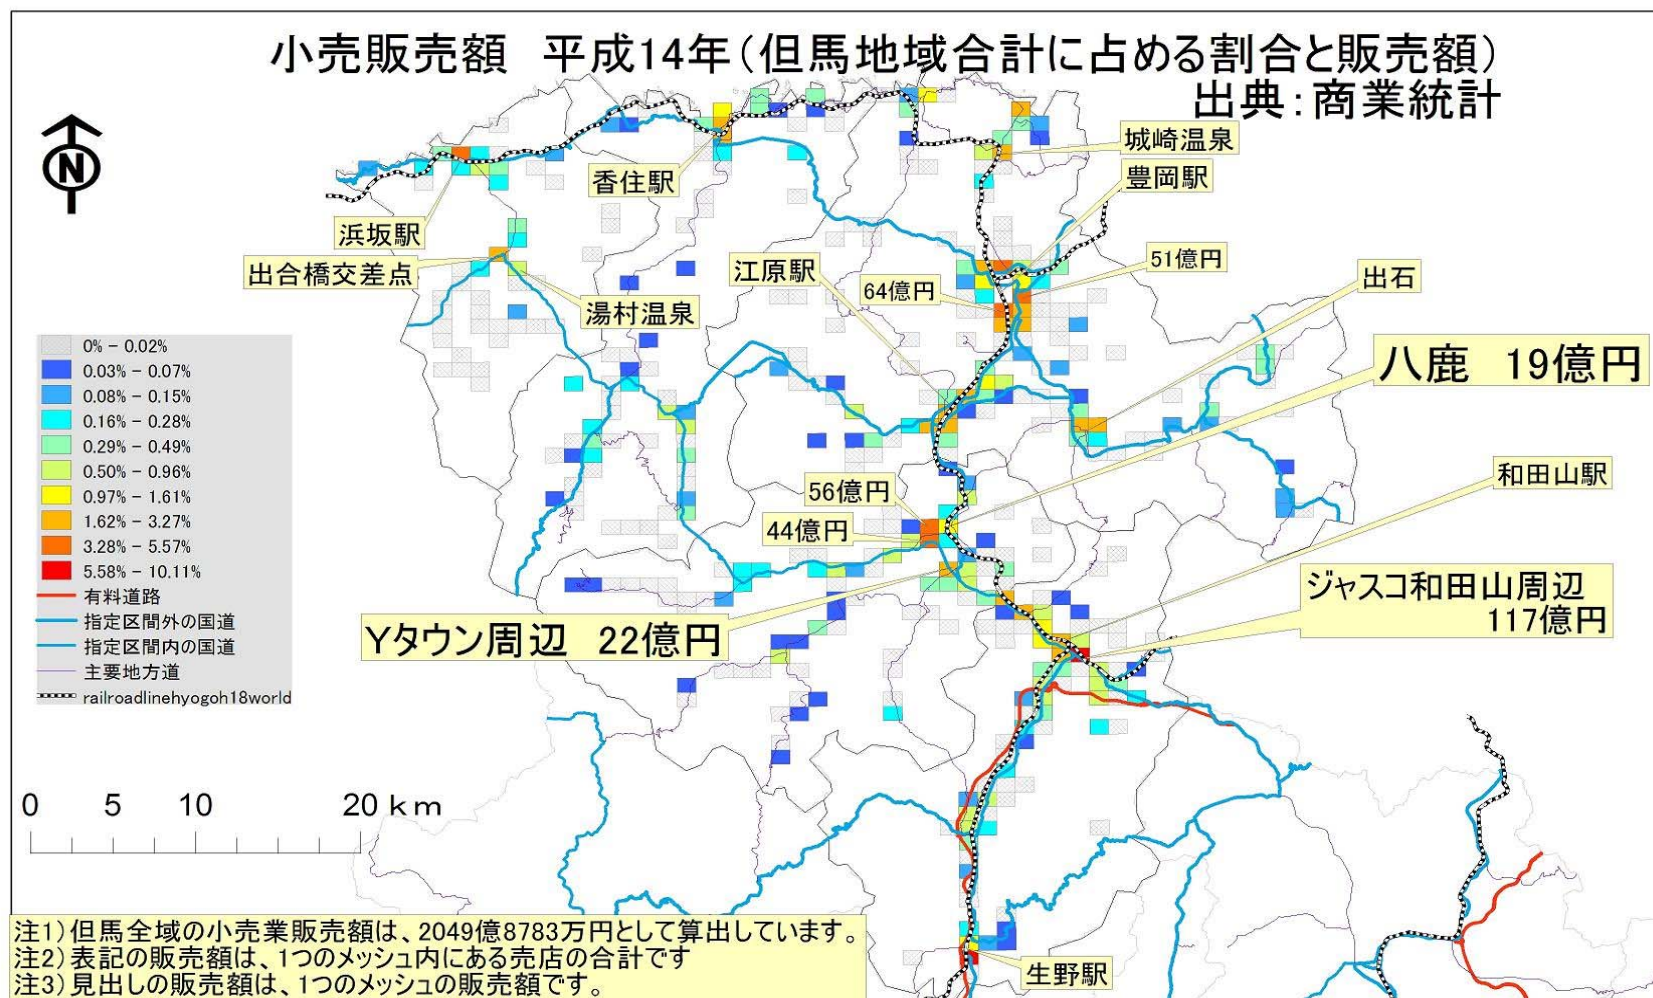 小売販売額　平成14年（但馬地域合計に占める割合と販売額）
出典：商業統計
N
城崎温泉
豊岡駅
香住駅
浜坂駅
出合橋交差点
湯村温泉
江原駅
51億円
64億円
出石
八鹿　19億円
和田山駅
56億円
44億円
Yタウン周辺　22億円
ジャスコ和田山周辺
117億円
0% – 0.02%
0.03% – 0.07%
0.08% – 0.15%
0.16% – 0.28%
0.29% – 0.49%
0.50% – 0.96%
0.97% – 1.61%
1.62% – 3.27%
3.28% – 5.57%
5.58% – 10.11%
有料道路
指定区間外の国道
指定区間内の国道
主要地方道
railroadlinehyogoh18world
0 5 10 20 km
生野駅
注1）但馬全域の小売業販売額は、2049億8783万円として算出しています。
注2）表記の販売額は、1つのメッシュ内にある売店の合計です
注3）見出しの販売額は、1つのメッシュの販売額です。